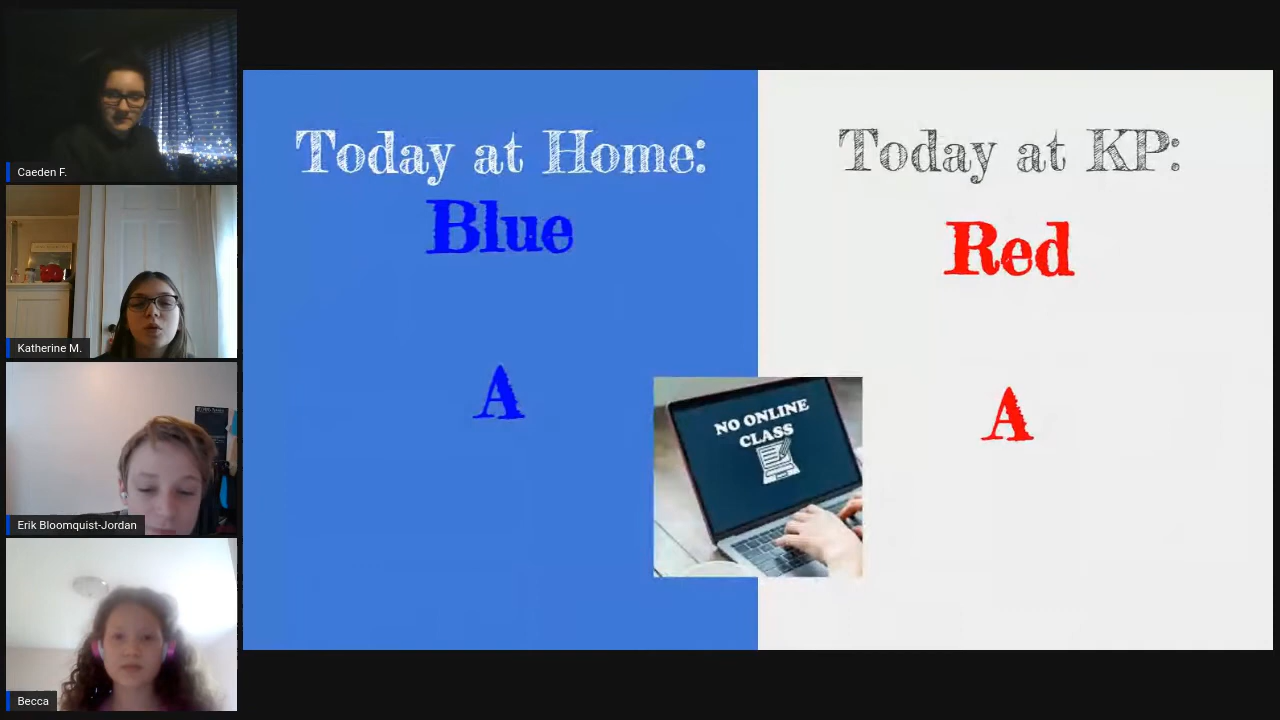 Caeden F.
Katherine M.
Erik Bloomquist-Jordan
Becca
Today at Home:
Blue
A
Today at KP:
Red
A
NO ONLINE
CLASS